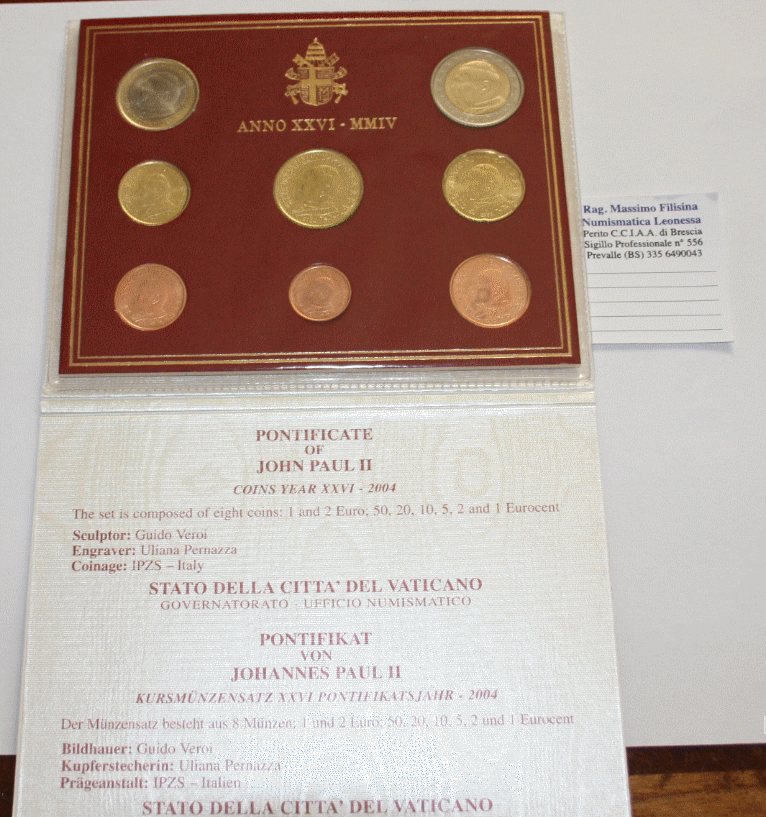 ANNO XXVI - MMIV
Rag. Massimo Filisina
Numismatica Leonessa
Perito C.C.I.A.A. di Brescia
Sigillo Professionale n° 556
Prevalle (BS) 335 6490043
PONTIFICATE
OF
JOHN PAUL II
COINS YEAR XXVI - 2004
The set is composed of eight coins: 1 and 2 Euro; 50, 20, 10, 5, 2 and 1 Eurocent
Sculptor: Guido Veroi
Engraver: Uliana Pernazza
Coinage: IPZS – Italy
STATO DELLA CITTA' DEL VATICANO
GOVERNATORATO - UFFICIO NUMISMATICO
PONTIFIKAT
VON
JOHANNES PAUL II
KURSMÜNZENSATZ XXVI PONTIFIKATSJAHR - 2004
Der Münzensatz besteht aus 8 Münzen; 1 und 2 Euro; 50, 20, 10, 5, 2 und 1 Eurocent
Bildhauer: Guido Veroi
Kupferstecherin: Uliana Pernazza
Prägeanstalt: IPZS – Italien
STATO DELLA CITTA' DEL VATICANO